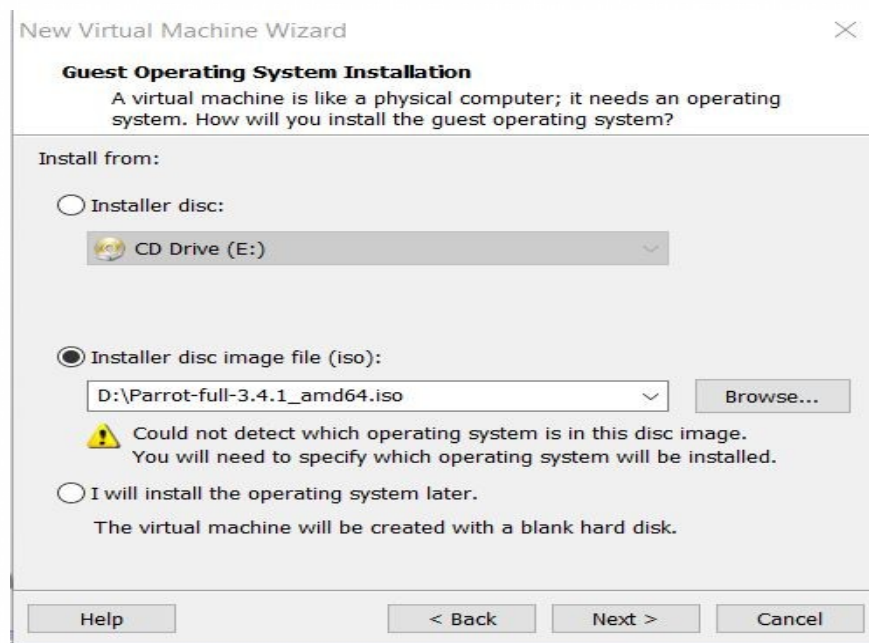 New Virtual Machine Wizard
Guest Operating System Installation
A virtual machine is like a physical computer; it needs an operating
system. How will you install the guest operating system?
Install from:
Installer disc:
CD Drive (E:)
Installer disc image file (iso):
D:\Parrot-full-3.4.1_amd64.iso
Browse...
Could not detect which operating system is in this disc image.
You will need to specify which operating system will be installed.
I will install the operating system later.
The virtual machine will be created with a blank hard disk.
Help
< Back
Next >
Cancel